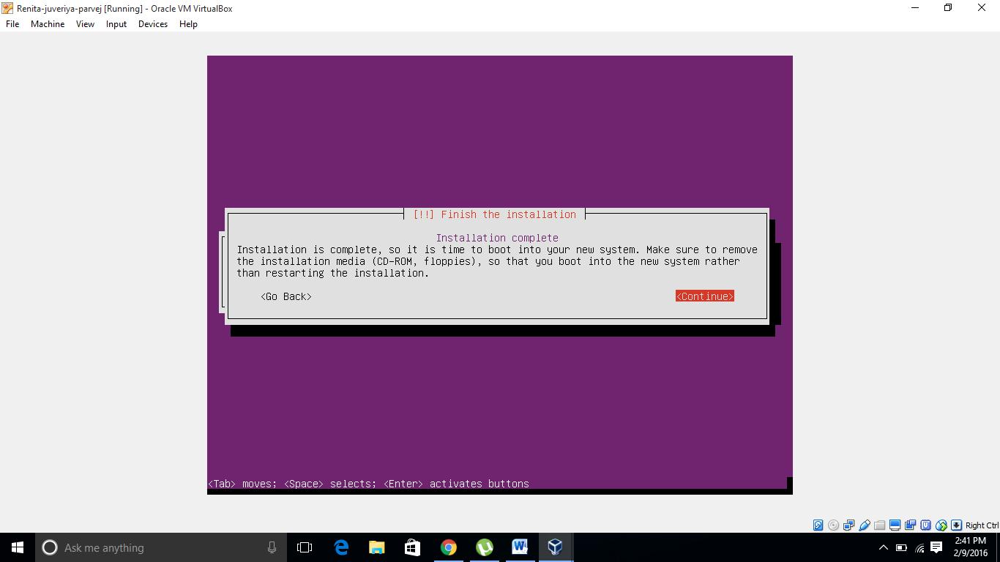 Renita-juveriya-parvej [Running] - Oracle VM VirtualBox
File Machine View Input Devices Help
[!!] Finish the installation
Installation complete
Installation is complete, so it is time to boot into your new system. Make sure to remove
the installation media (CD-ROM, floppies), so that you boot into the new system rather
than restarting the installation.
<Go Back> <Continue>
<Tab> moves; <Space> selects; <Enter> activates buttons
Right Ctrl
Ask me anything
2:41 PM
2/9/2016